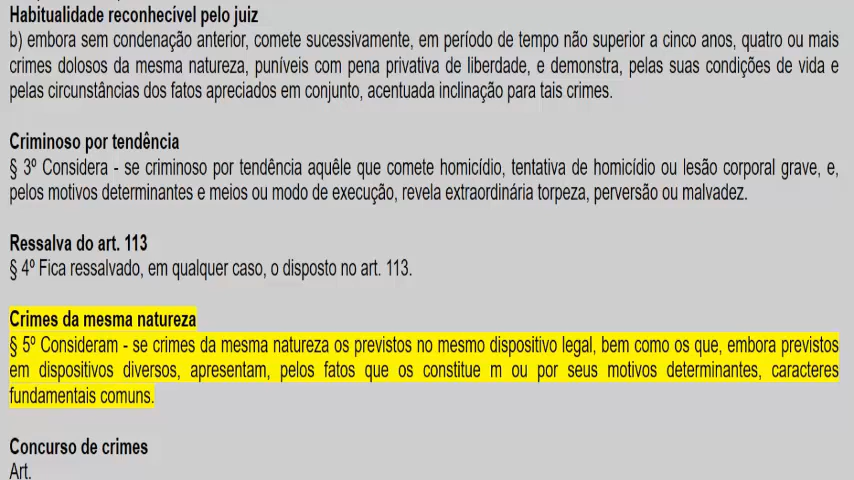 Habitualidade reconhecível pelo juiz
b) embora sem condenação anterior, comete sucessivamente, em período de tempo não superior a cinco anos, quatro ou mais
crimes dolosos da mesma natureza, puníveis com pena privativa de liberdade, e demonstra, pelas suas condições de vida e
pelas circunstâncias dos fatos apreciados em conjunto, acentuada inclinação para tais crimes.
Criminoso por tendência
§ 3º Considera - se criminoso por tendência aquêle que comete homicídio, tentativa de homicídio ou lesão corporal grave, e,
pelos motivos determinantes e meios ou modo de execução, revela extraordinária torpeza, perversão ou malvadez.
Ressalva do art. 113
§ 4º Fica ressalvado, em qualquer caso, o disposto no art. 113.
Crimes da mesma natureza
§ 5º Consideram - se crimes da mesma natureza os previstos no mesmo dispositivo legal, bem como os que, embora previstos
em dispositivos diversos, apresentam, pelos fatos que os constitue m ou por seus motivos determinantes, caracteres
fundamentais comuns.
Concurso de crimes
Art.